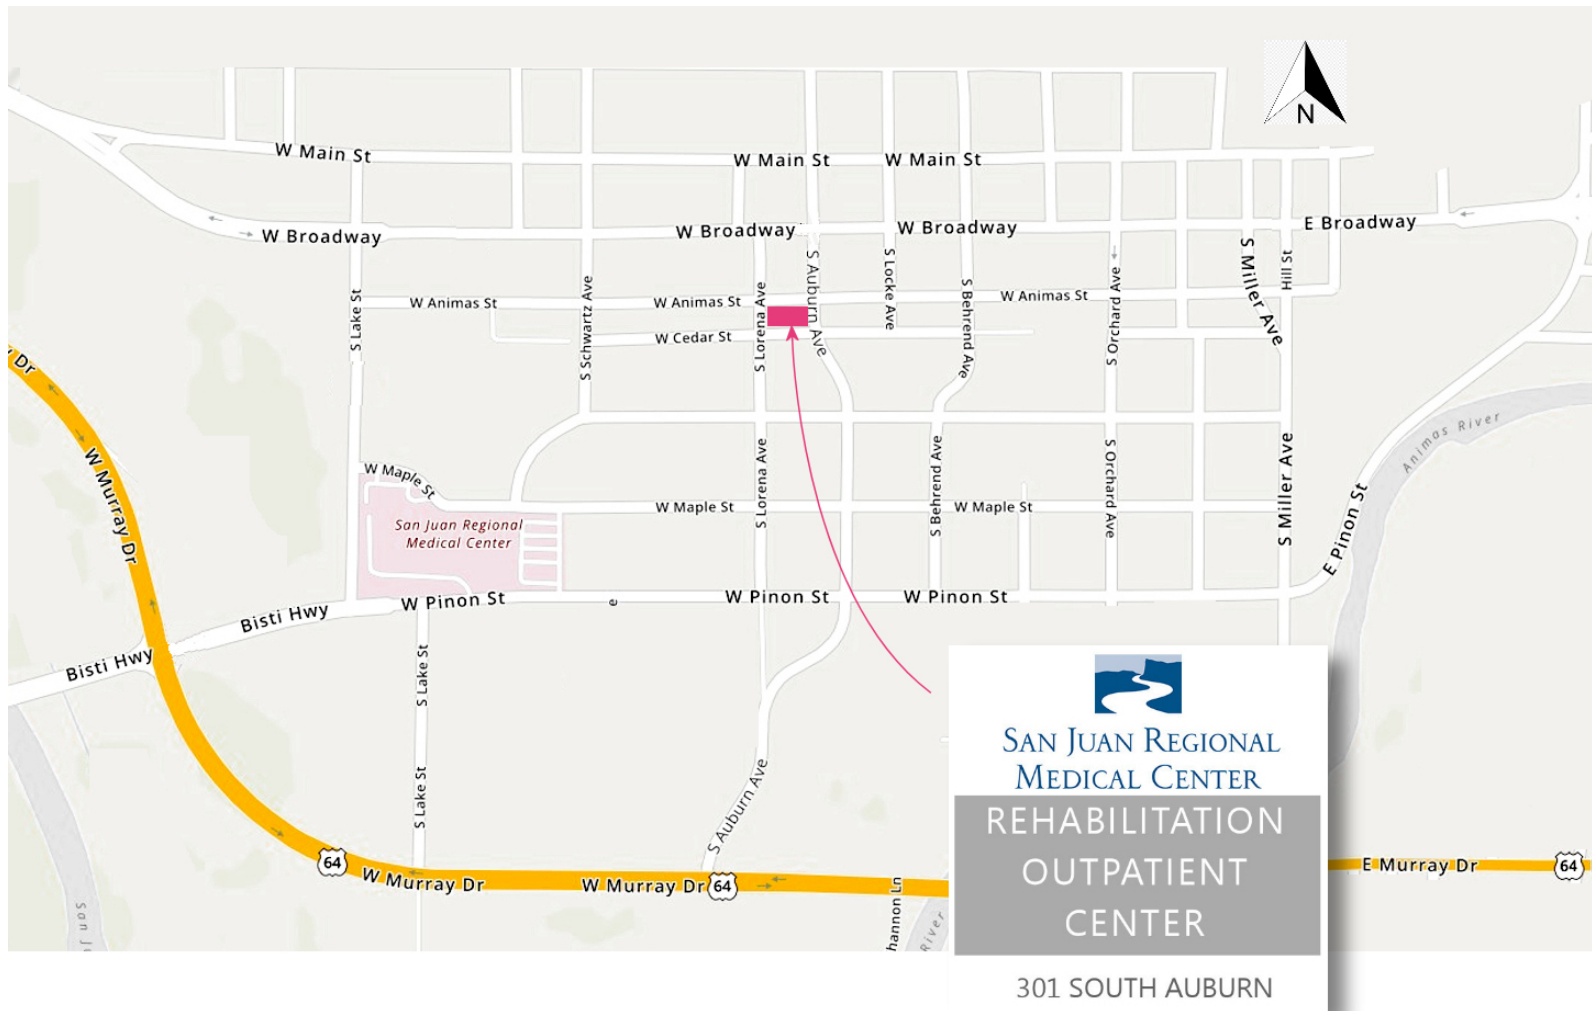 N
W Main St
W Main St
W Main St
W Broadway
W Broadway
W Broadway
E Broadway
S Auburn Ave
S Locke Ave
S Miller Ave
Hill St
S Lake St
W Animas St
S Schwartz Ave
W Animas St
S Lorena Ave
S Behrend Ave
W Animas St
S Orchard Ave
W Cedar St
Dr
W Murray Dr
W Maple St
San Juan Regional
Medical Center
W Maple St
S Lorena Ave
S Behrend Ave
W Maple St
S Orchard Ave
S Miller Ave
E Pinon St
Animas River
Bisti Hwy
Bisti Hwy
W Pinon St
e
W Pinon St
W Pinon St
S Lake St
S Lake St
S Auburn Ave
64
W Murray Dr
W Murray Dr
64
hannon Ln
River
San J
E Murray Dr
64
SAN JUAN REGIONAL
MEDICAL CENTER
REHABILITATION
OUTPATIENT
CENTER
301 SOUTH AUBURN